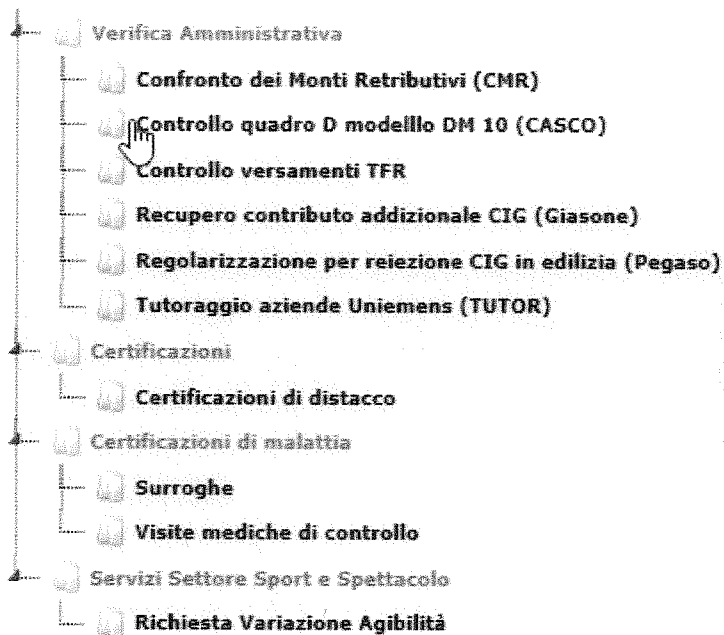 Verifica Amministrativa
Confronto dei Monti Retributivi (CMR)
Controllo quadro D modelllo DM 10 (CASCO)
Controllo versamenti TFR
Recupero contributo addizionale CIG (Giasone)
Regolarizzazione per reiezione CIG in edilizia (Pegaso)
Tutoraggio aziende Uniemens (TUTOR)
Certificazioni
Certificazioni di distacco
Certificazioni di malattia
Surroghe
Visite mediche di controllo
Servizi Settore Sport e Spettacolo
Richiesta Variazione Agibilità